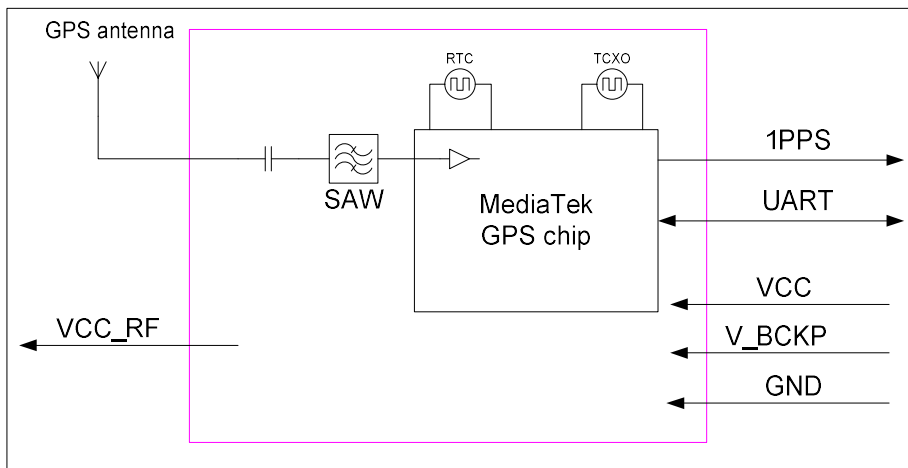 GPS antenna
RTC
TCXO
1PPS
SAW
MediaTek
GPS chip
UART
VCC
VCC_RF
V_BCKP
GND